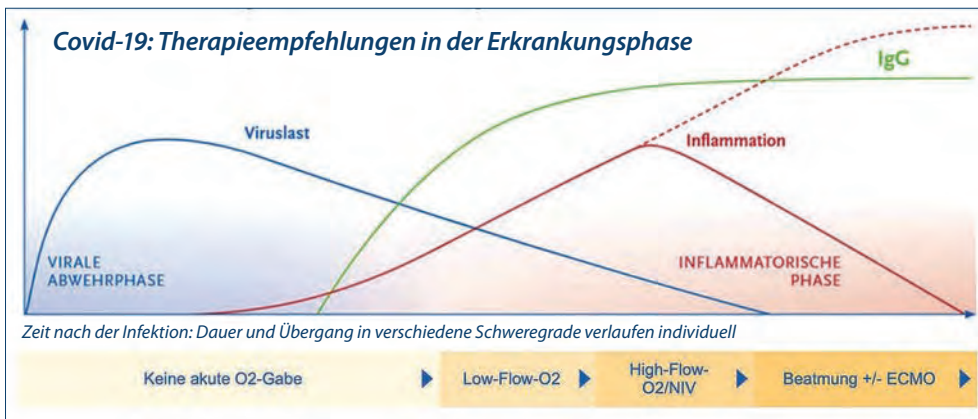 Covid-19: Therapieempfehlungen in der Erkrankungsphase
IgG
Viruslast
Inflammation
VIRALE
ABWEHRPHASE
INFLAMMATORISCHE
PHASE
Zeit nach der Infektion: Dauer und Übergang in verschiedene Schweregrade verlaufen individuell
Keine akute O2-Gabe
Low-Flow-O2
High-Flow-
O2/NIV
Beatmung +/- ECMO